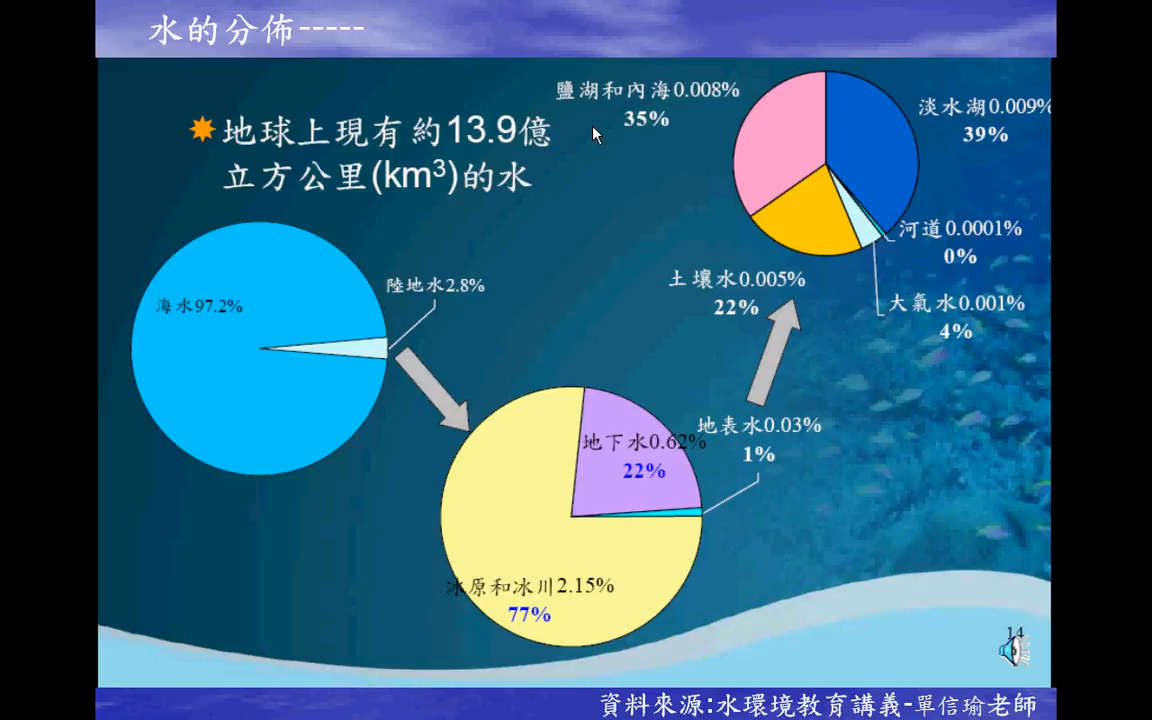 水的分佈-----
地球上現有約13.9億
立方公里(km³)的水
鹽湖和內海0.008%
35%
淡水湖0.009%
39%
河道0.0001%
0%
大氣水0.001%
4%
土壤水0.005%
22%
海水97.2%
陸地水2.8%
地下水0.62%
22%
地表水0.03%
1%
冰原和冰川2.15%
77%
14
資料來源:水環境教育講義-單信瑜老師